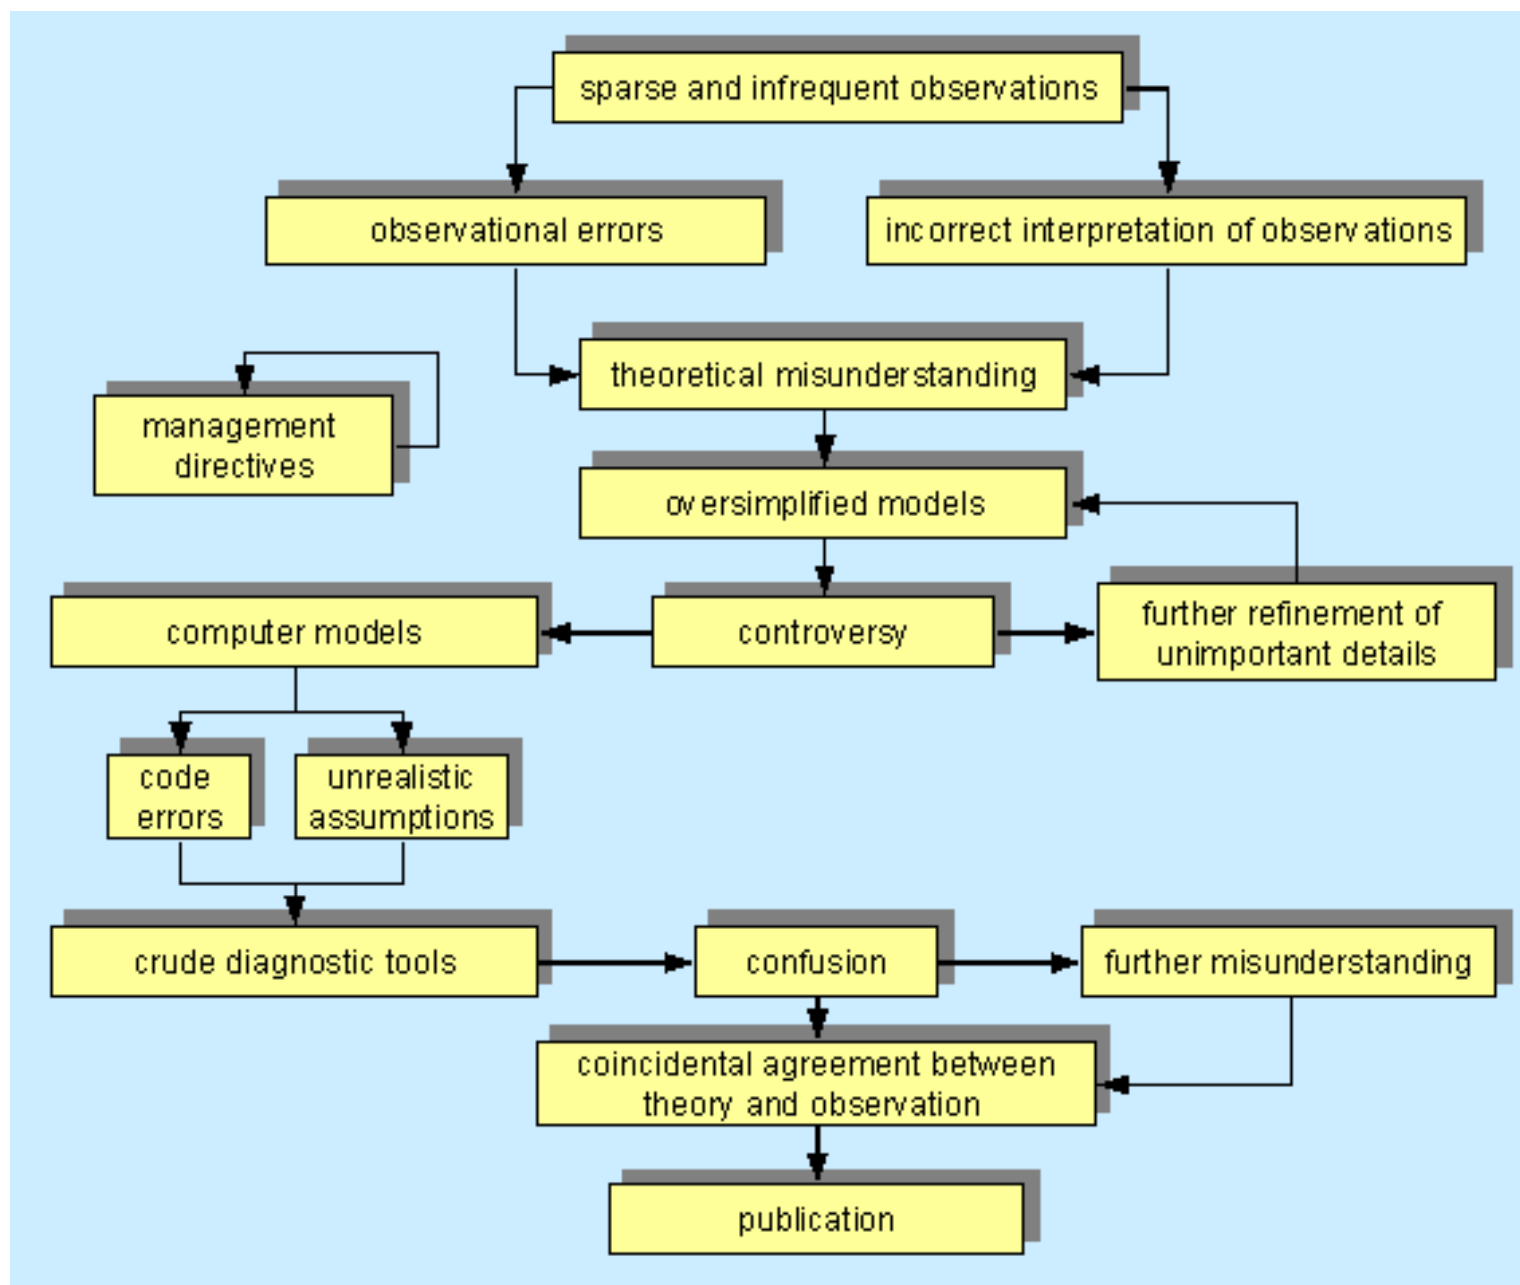 sparse and infrequent observations
observational errors
incorrect interpretation of observations
theoretical misunderstanding
management
directives
oversimplified models
computer models
controversy
further refinement of
unimportant details
code
errors
unrealistic
assumptions
crude diagnostic tools
confusion
further misunderstanding
coincidental agreement between
theory and observation
publication